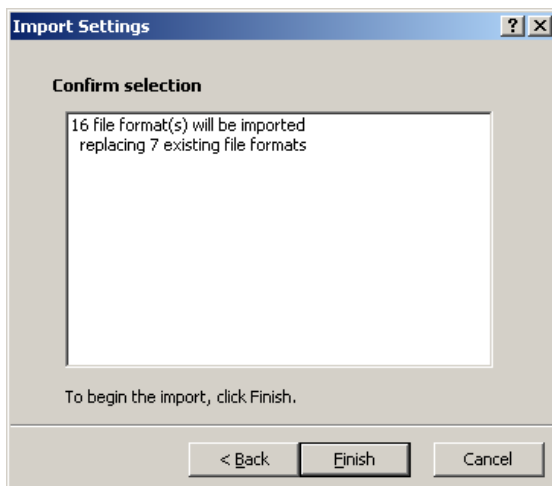 Import Settings
Confirm selection
16 file format(s) will be imported
replacing 7 existing file formats
To begin the import, click Finish.
< Back
Finish
Cancel